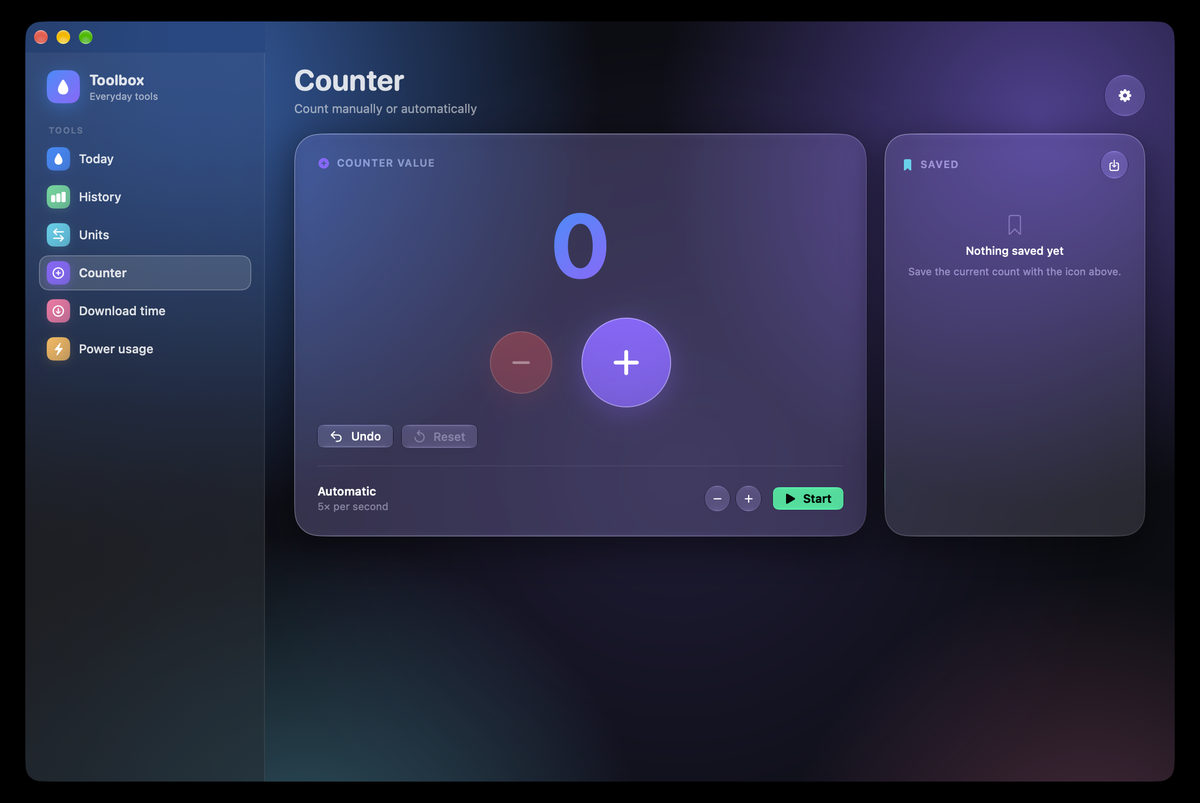 Toolbox
Everyday tools
TOOLS
Today
History
Units
Counter
Download time
Power usage
Counter
Count manually or automatically
COUNTER VALUE
0
Undo
Reset
Automatic
5× per second
Start
SAVED
Nothing saved yet
Save the current count with the icon above.